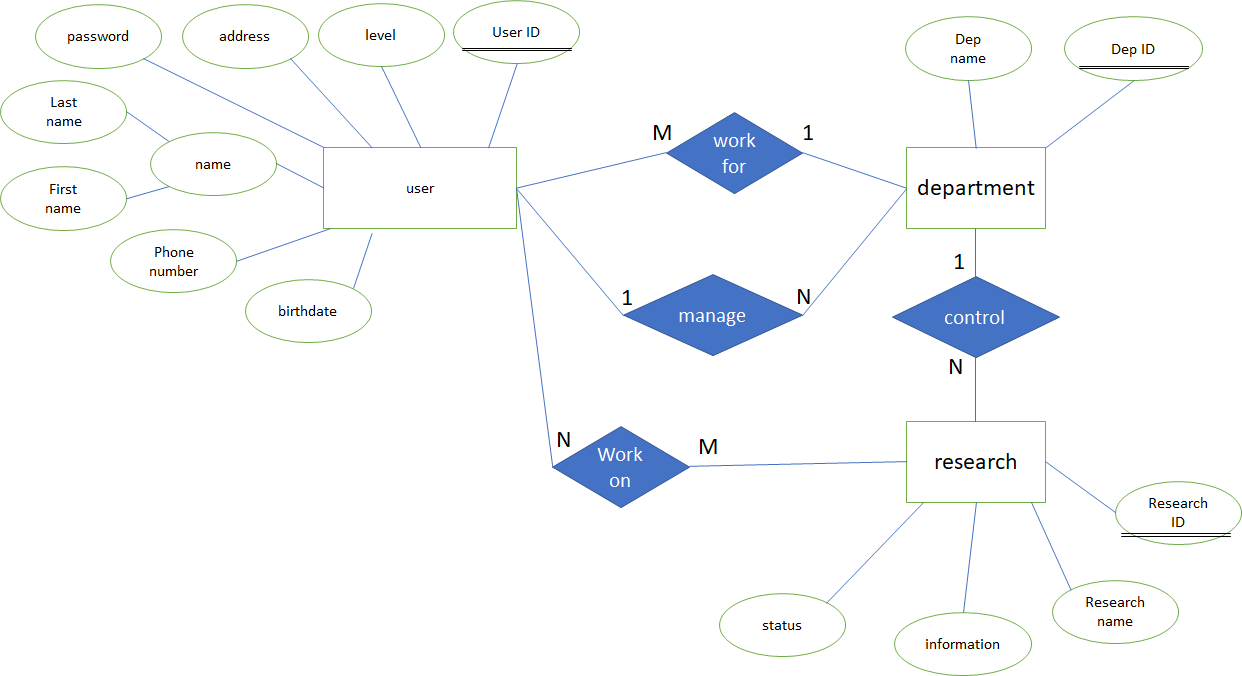 password
address
level
User ID
Dep
name
Dep ID
Last
name
name
First
name
user
M
work
for
1
department
Phone
number
birthdate
1
manage
N
1
control
N
N
Work
on
M
research
Research
ID
status
information
Research
name